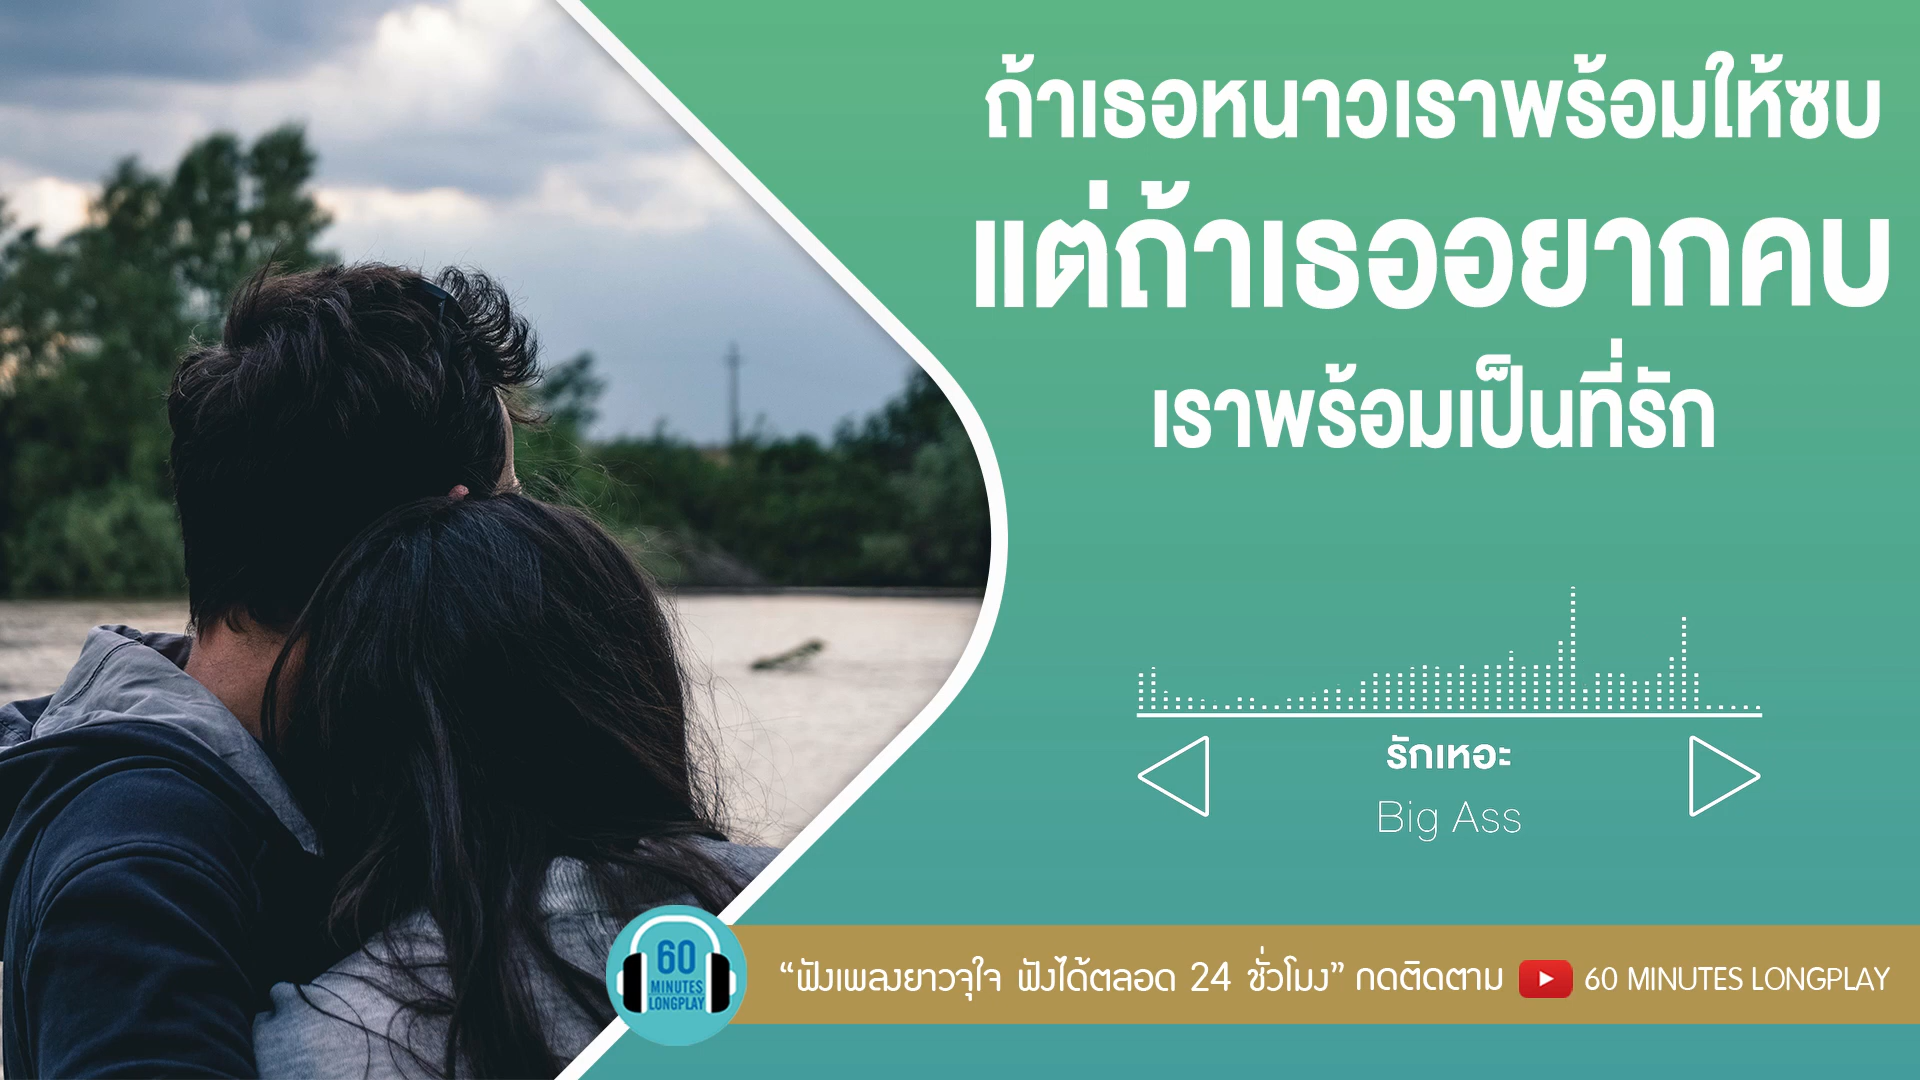 ถ้าเธอหนาวเราพร้อมให้ซบ
แต่ถ้าเธออยากคบ
เราพร้อมเป็นที่รัก
รักเหอะ
Big Ass
60
MINUTES
LONGPLAY
“ฟังเพลงยาวจุใจ ฟังได้ตลอด 24 ชั่วโมง” กดติดตาม 60 MINUTES LONGPLAY